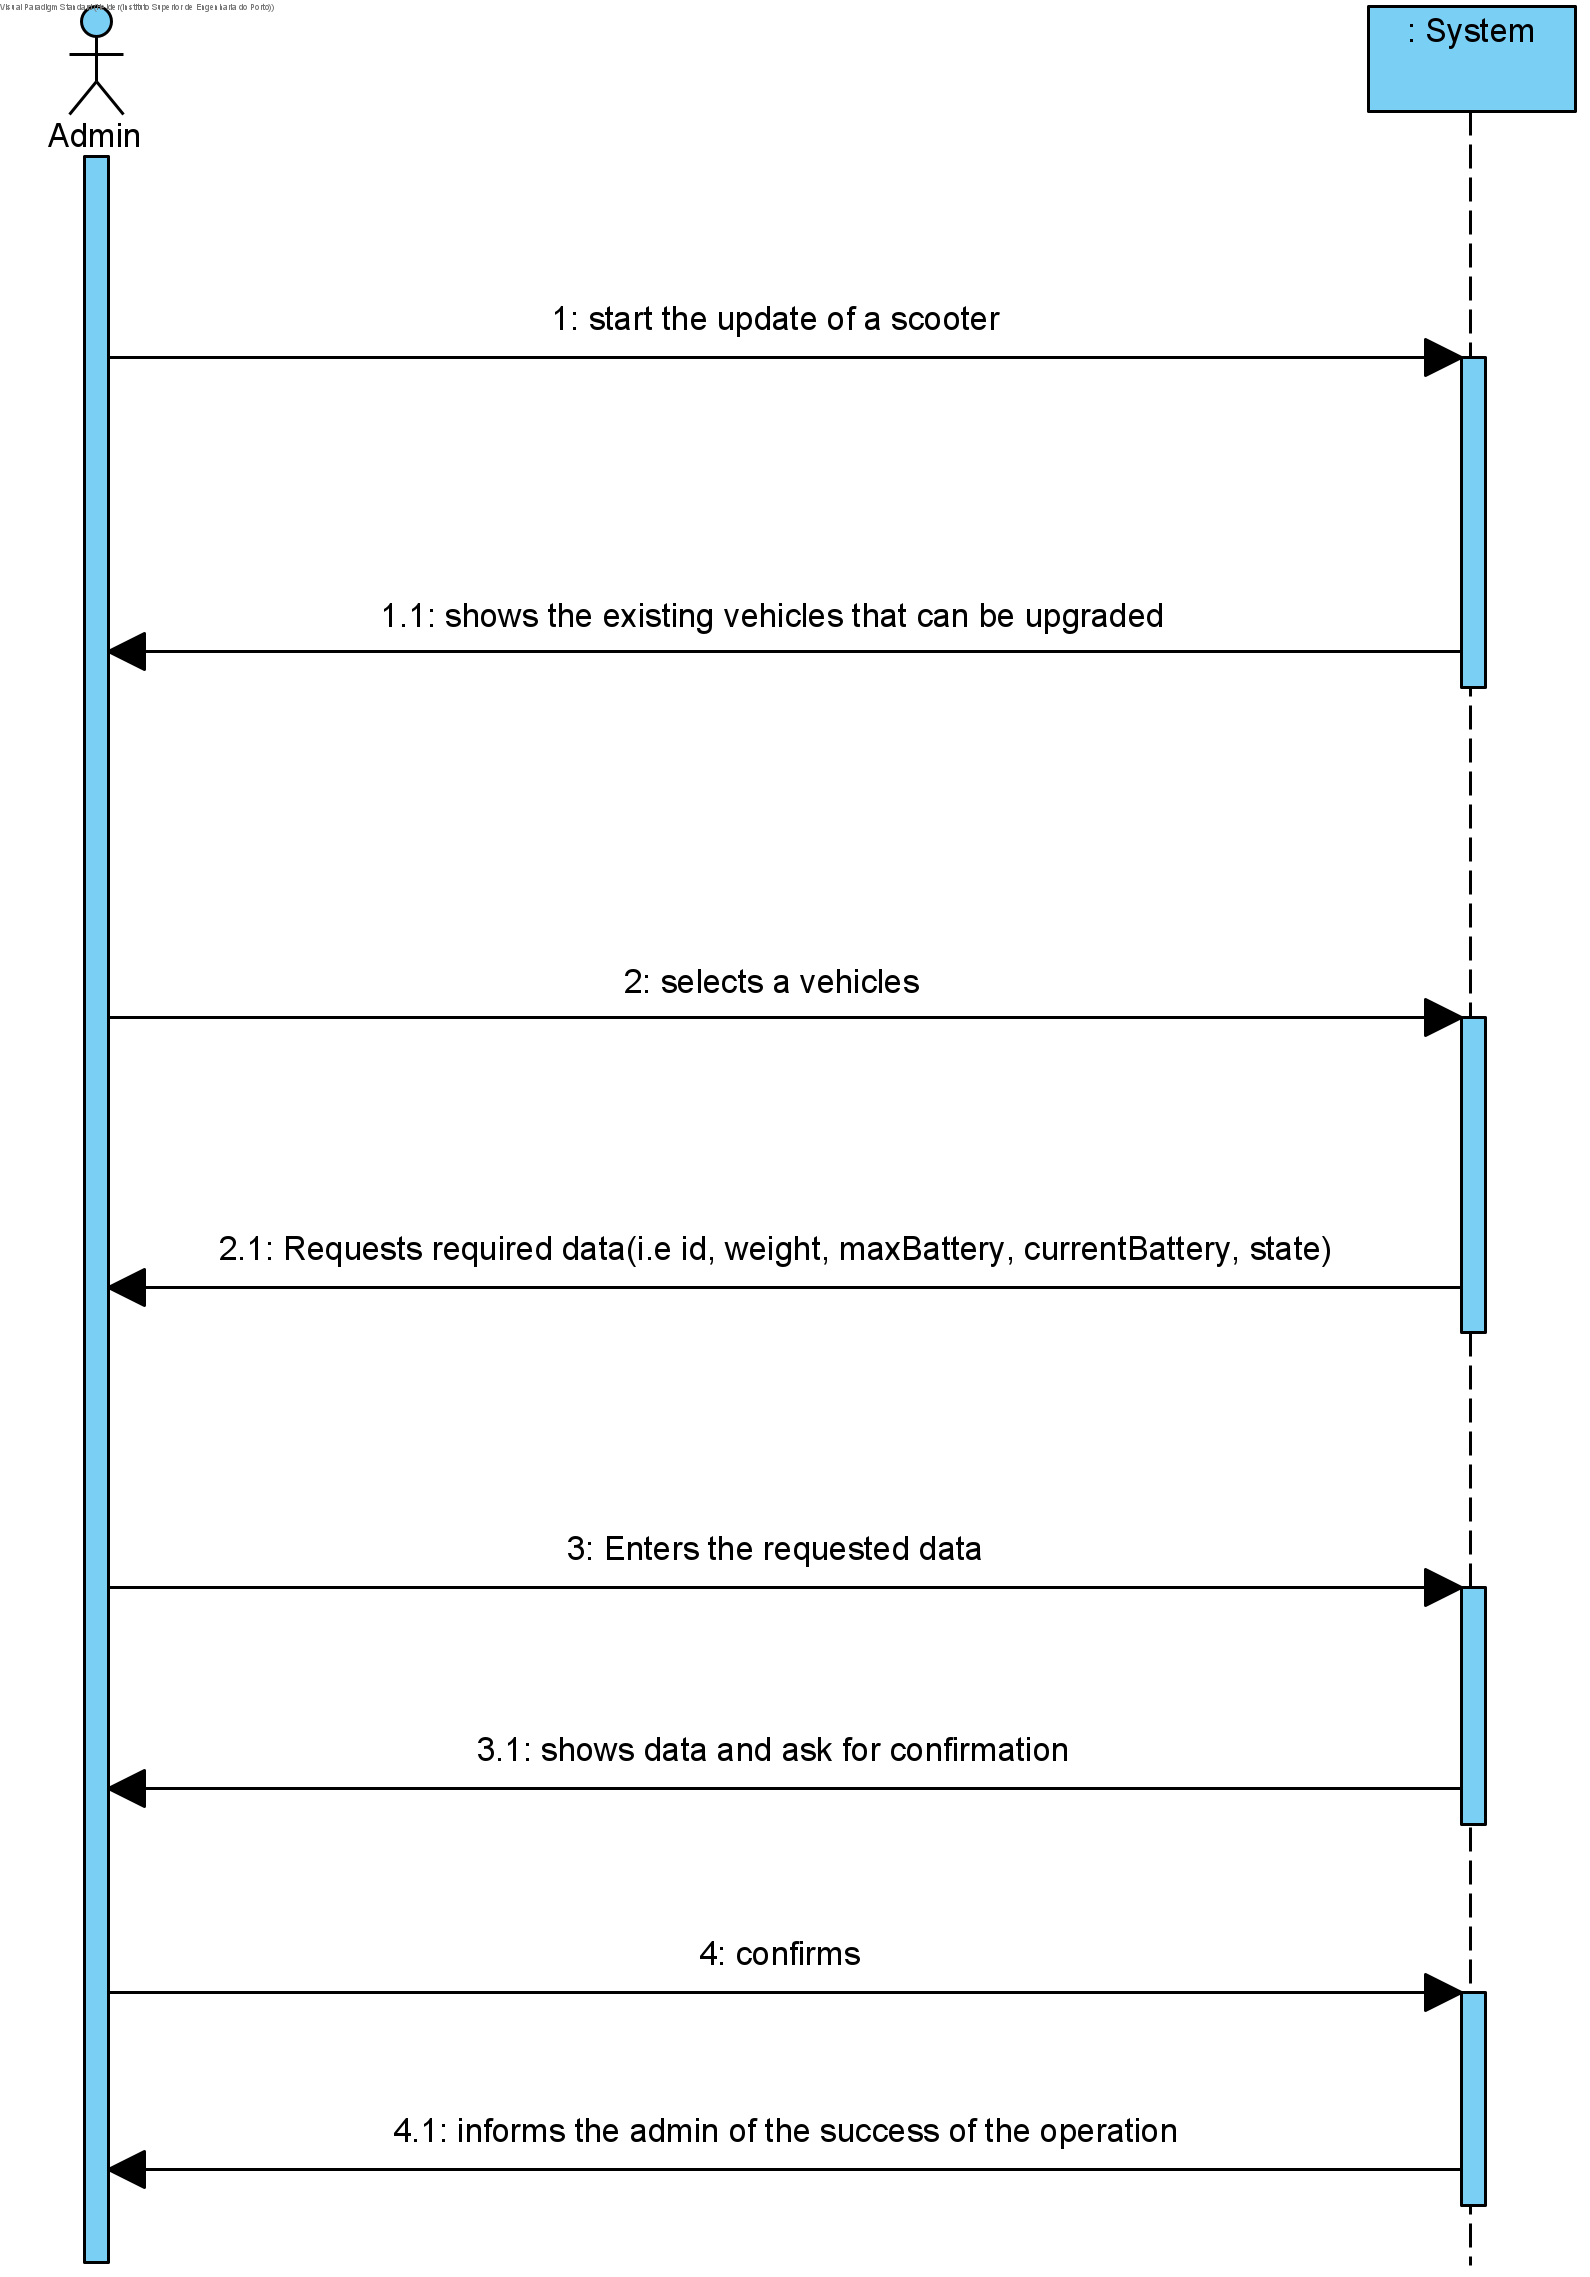 Visual Paradigm Standard(Instituto Superior de Engenharia do Porto))
: System
Admin
1: start the update of a scooter
1.1: shows the existing vehicles that can be upgraded
2: selects a vehicles
2.1: Requests required data(i.e id, weight, maxBattery, currentBattery, state)
3: Enters the requested data
3.1: shows data and ask for confirmation
4: confirms
4.1: informs the admin of the success of the operation